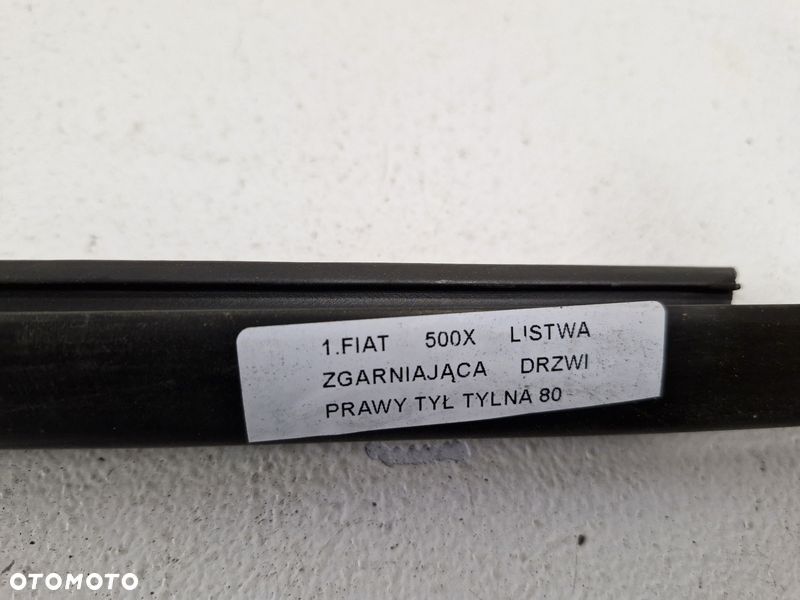 1.FIAT 500X LISTWA
ZGARNIAJĄCA DRZWI
PRAWY TYŁ TYLNA 80
OTOMOTO